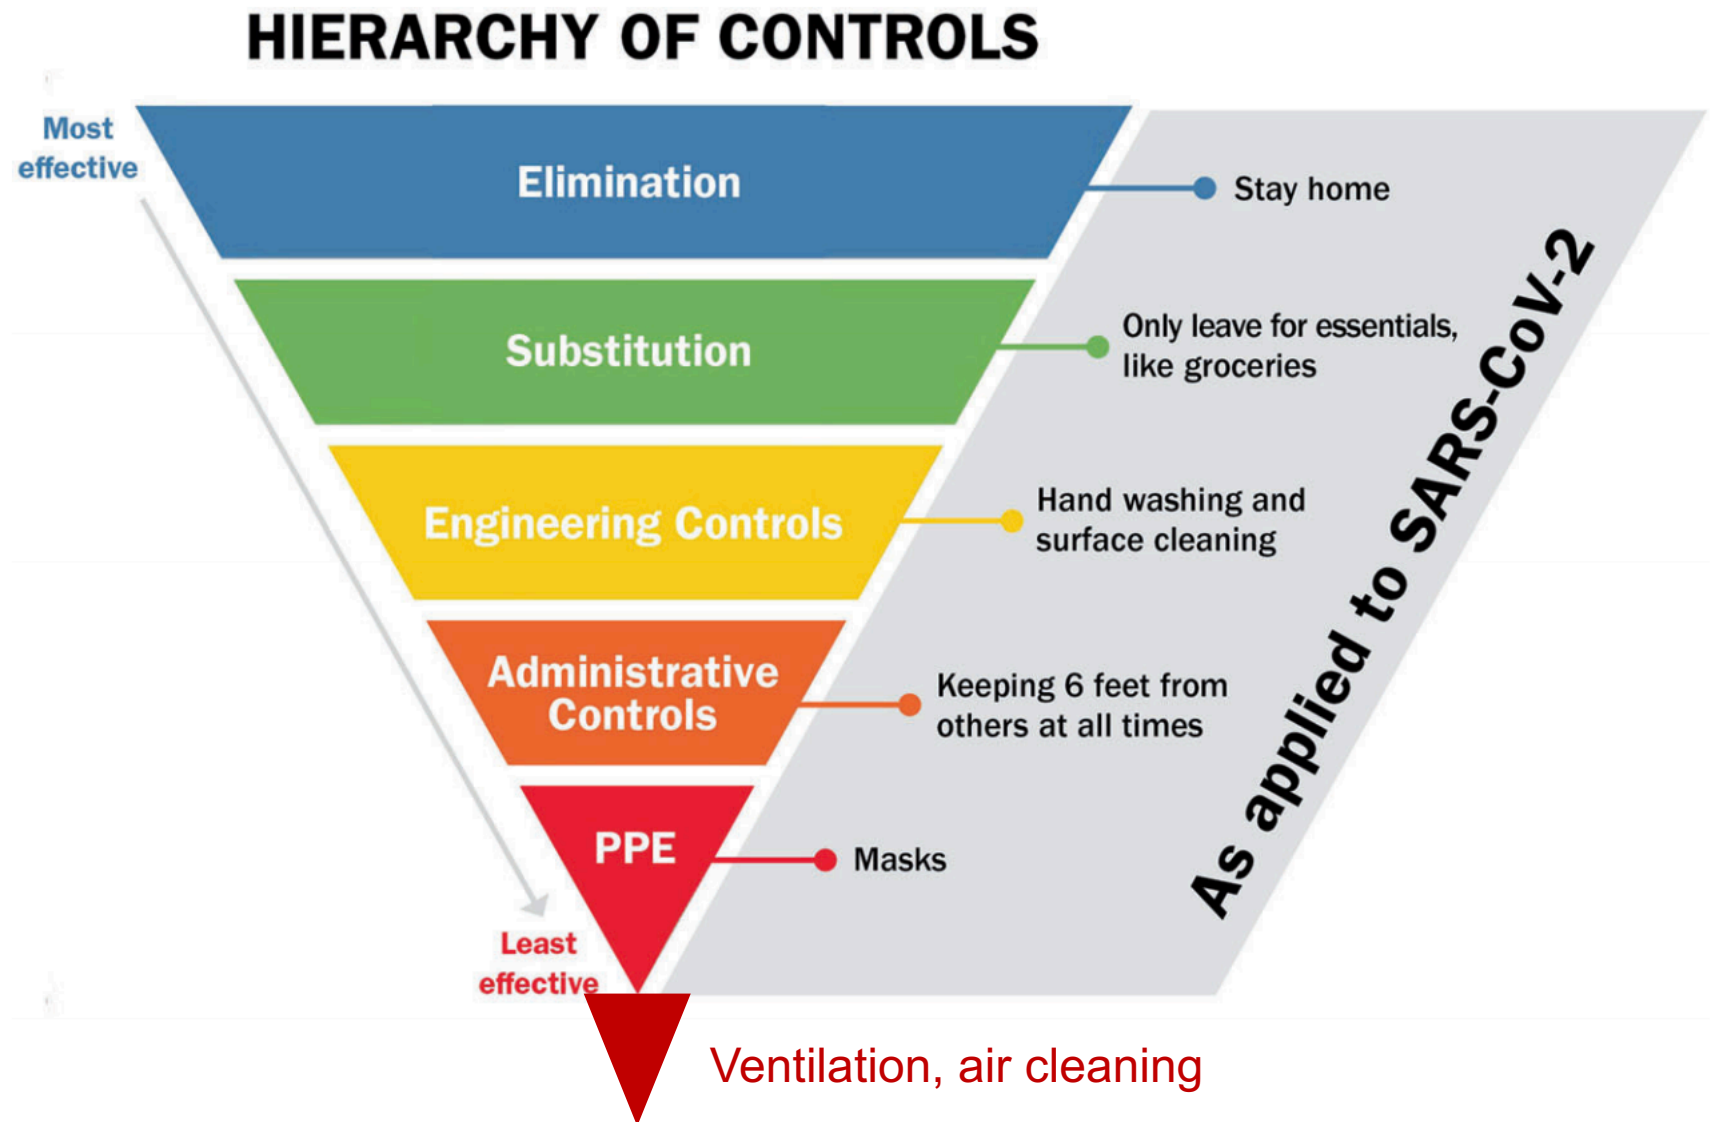 HIERARCHY OF CONTROLS
Most
effective
Elimination
Stay home
Substitution
Only leave for essentials,
like groceries
Engineering Controls
Hand washing and
surface cleaning
Administrative
Controls
Keeping 6 feet from
others at all times
PPE
Masks
Least
effective
As applied to SARS-CoV-2
Ventilation, air cleaning